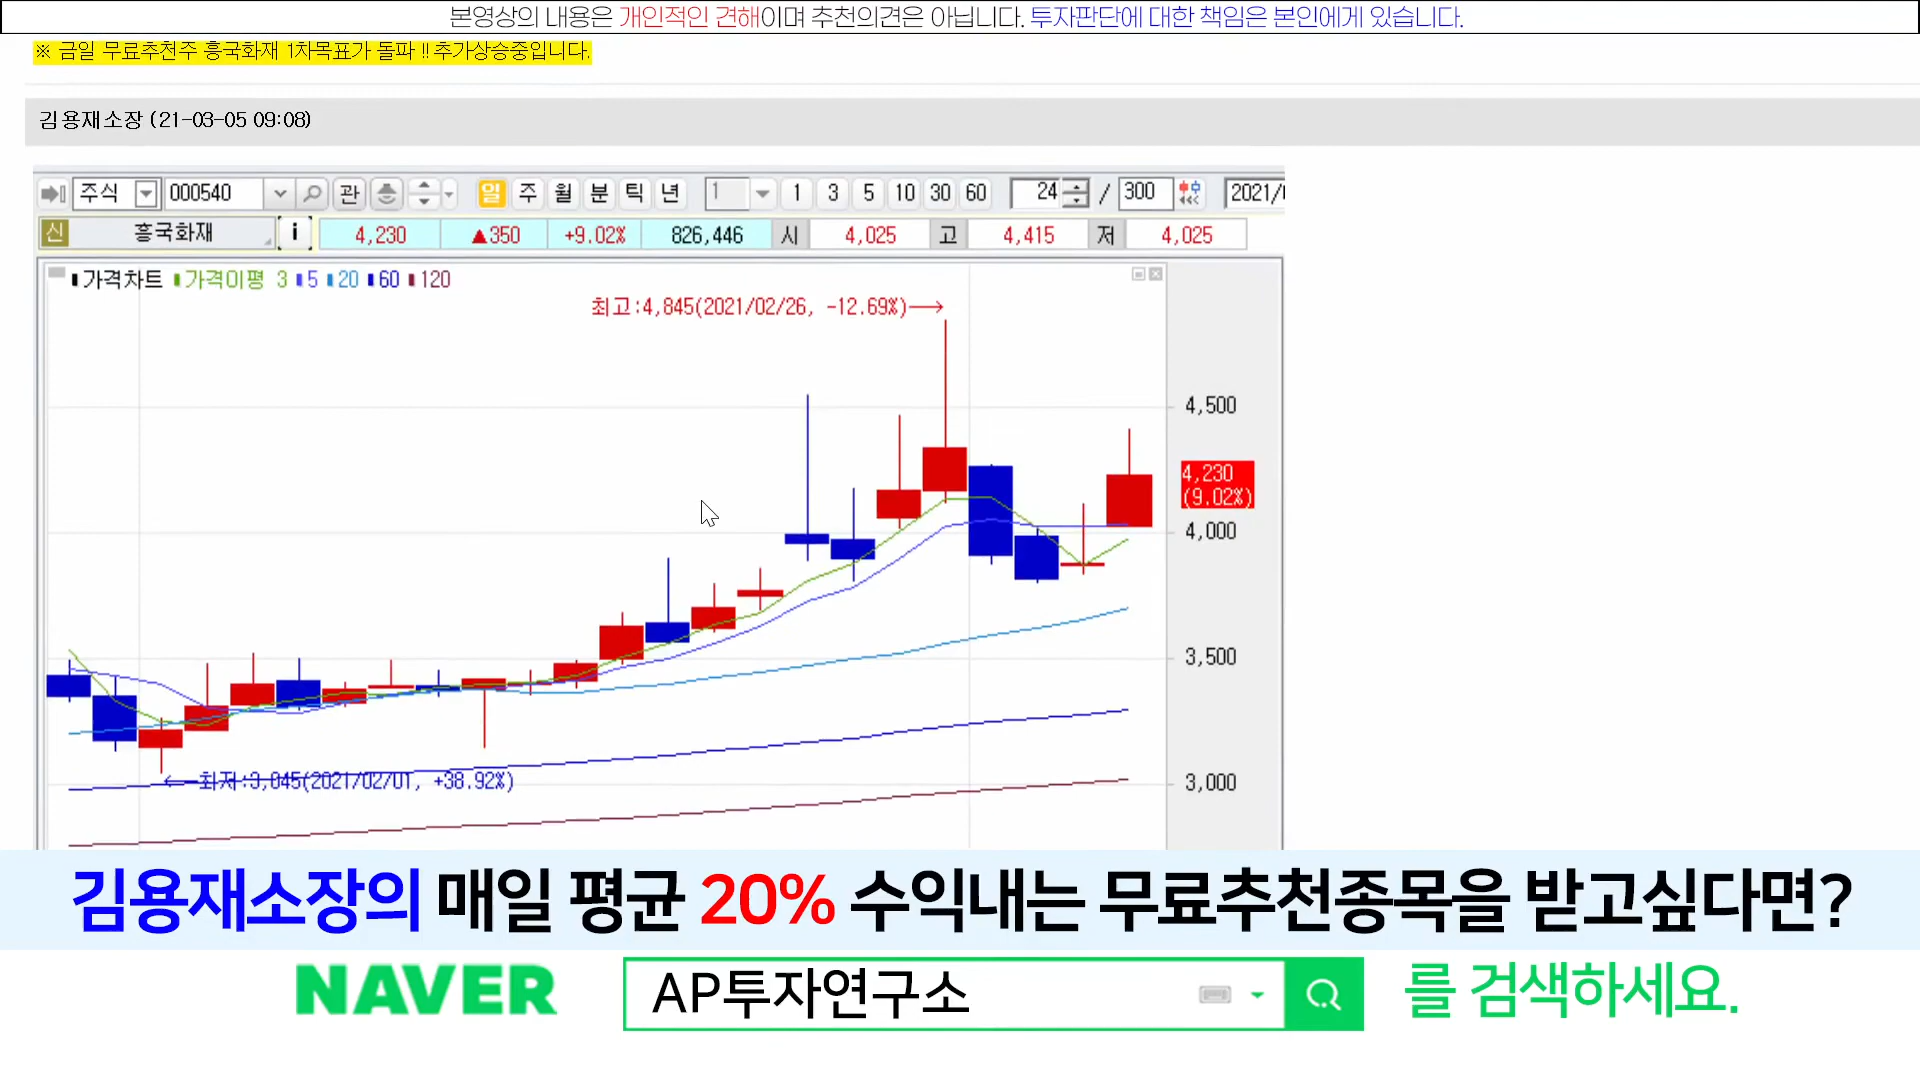 본영상의 내용은 개인적인 견해이며 추천의견은 아닙니다. 투자판단에 대한 책임은 본인에게 있습니다.
※ 금일 무료추천주 흥국화재 1차목표가 돌파 !! 추가상승중입니다.
김용재소장 (21-03-05 09:08)
주식 000540 관 일 주 월 분 틱 년 1 1 3 5 10 30 60 24 / 300 2021/
신 흥국화재 i 4,230 ▲350 +9.02% 826,446 시 4,025 고 4,415 저 4,025
가격차트 가격이평 3 5 20 60 120
최고:4,845(2021/02/26, -12.69%)→
4,500
4,230
(9.02%)
4,000
3,500
←최저:3,045(2021/02/01, +38.92%)
3,000
김용재소장의 매일 평균 20% 수익내는 무료추천종목을 받고싶다면?
NAVER AP투자연구소 를 검색하세요.